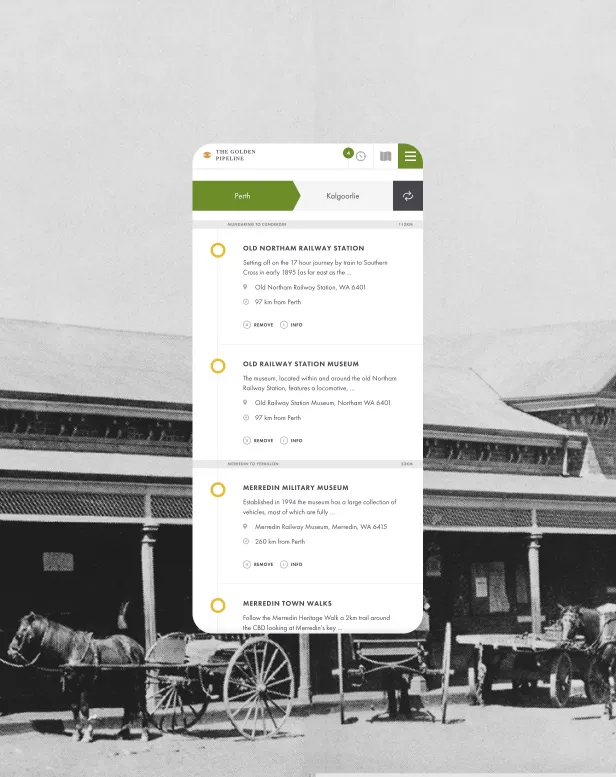 THE GOLDEN
PIPELINE
4
Perth
Kalgoorlie
MUNDARING TO CUNDERDIN
112KM
OLD NORTHAM RAILWAY STATION
Setting off on the 17 hour journey by train to Southern
Cross in early 1895 (as far east as the ...
Old Northam Railway Station, WA 6401
97 km from Perth
REMOVE
INFO
OLD RAILWAY STATION MUSEUM
The museum, located within and around the old Northam
Railway Station, features a locomotive, ...
Old Railway Station Museum, Northam WA 6401
97 km from Perth
REMOVE
INFO
MERREDIN TO YERBILLON
MERREDIN MILITARY MUSEUM
Established in 1994 the museum has a large collection of
vehicles, most of which are fully ...
Merredin Railway Museum, Merredin, WA 6415
260 km from Perth
REMOVE
INFO
MERREDIN TOWN WALKS
Follow the Merredin Heritage Walk a 2km trail around
the CBD looking at Merredin's key ...